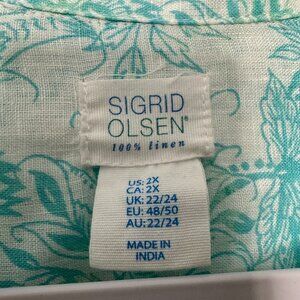 SIGRID
OLSEN®
100% linen
US: 2X
CA: 2X
UK: 22/24
EU: 48/50
AU: 22/24
MADE IN
INDIA